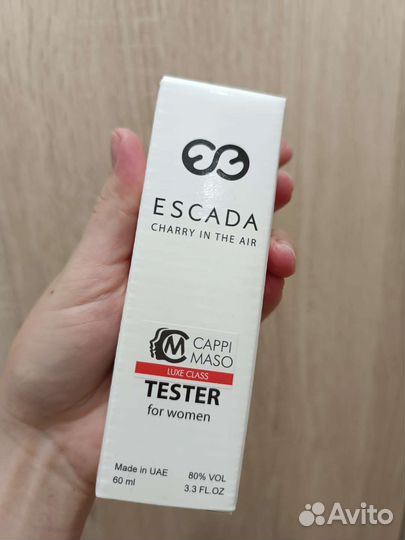 ESCADA
CHARRY IN THE AIR
CM CAPPI
MASO
LUXE CLASS
TESTER
for women
Made in UAE 80% VOL
60 ml 3.3 FL.OZ
Avito